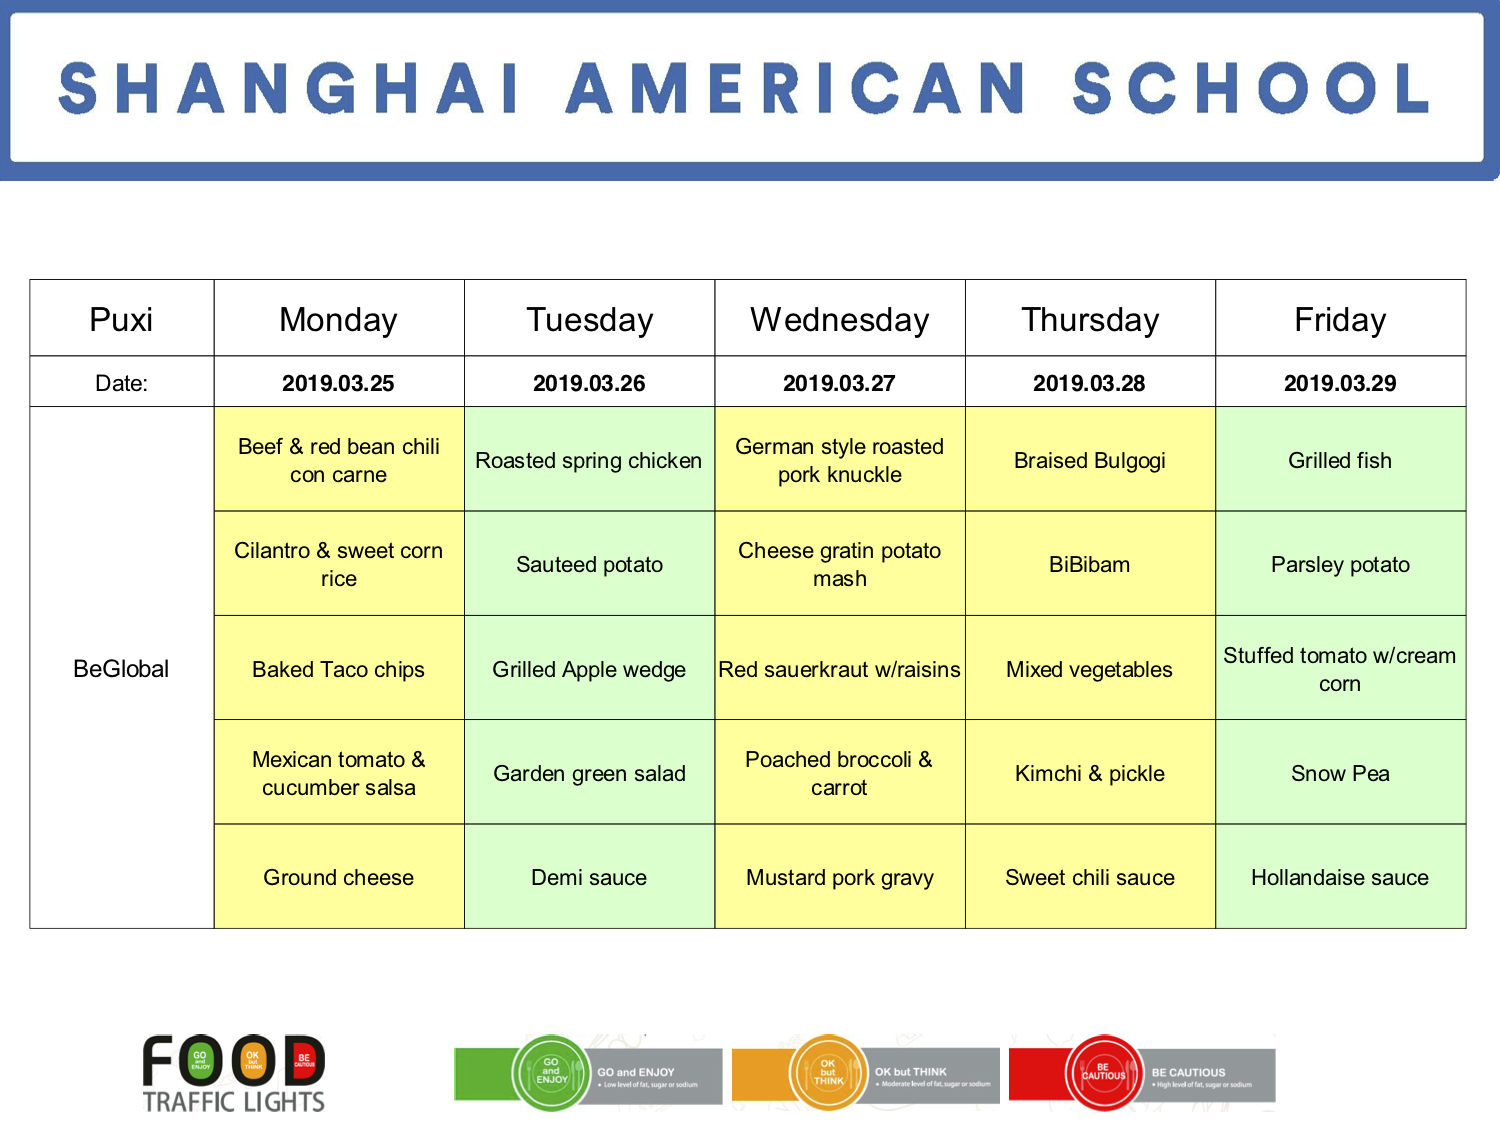 SHANGHAI AMERICAN SCHOOL
Puxi Monday Tuesday Wednesday Thursday Friday
Date: 2019.03.25 2019.03.26 2019.03.27 2019.03.28 2019.03.29
BeGlobal
Beef & red bean chili
con carne
Roasted spring chicken
German style roasted
pork knuckle
Braised Bulgogi
Grilled fish
Cilantro & sweet corn
rice
Sauteed potato
Cheese gratin potato
mash
BiBibam
Parsley potato
Baked Taco chips
Grilled Apple wedge
Red sauerkraut w/raisins
Mixed vegetables
Stuffed tomato w/cream
corn
Mexican tomato &
cucumber salsa
Garden green salad
Poached broccoli &
carrot
Kimchi & pickle
Snow Pea
Ground cheese
Demi sauce
Mustard pork gravy
Sweet chili sauce
Hollandaise sauce
FOOD
GO
and
ENJOY
OK
but
THINK
BE
CAUTIOUS
TRAFFIC LIGHTS
GO
and
ENJOY
GO and ENJOY
• Low level of fat, sugar or sodium
OK
but
THINK
OK but THINK
• Moderate level of fat, sugar or sodium
BE
CAUTIOUS
BE CAUTIOUS
• High level of fat, sugar or sodium